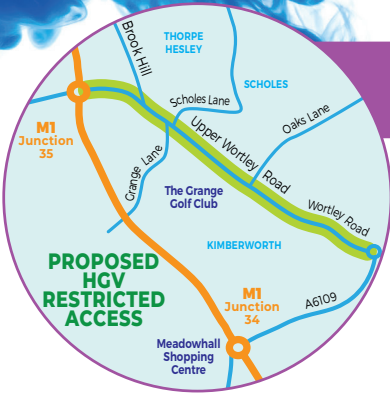 Brook Hill
THORPE
HESLEY
SCHOLES
Scholes Lane
Oaks Lane
M1
Junction
35
Upper Wortley Road
Grange Lane
The Grange
Golf Club
Wortley Road
KIMBERWORTH
PROPOSED
HGV
RESTRICTED
ACCESS
M1
Junction
34
A6109
Meadowhall
Shopping
Centre